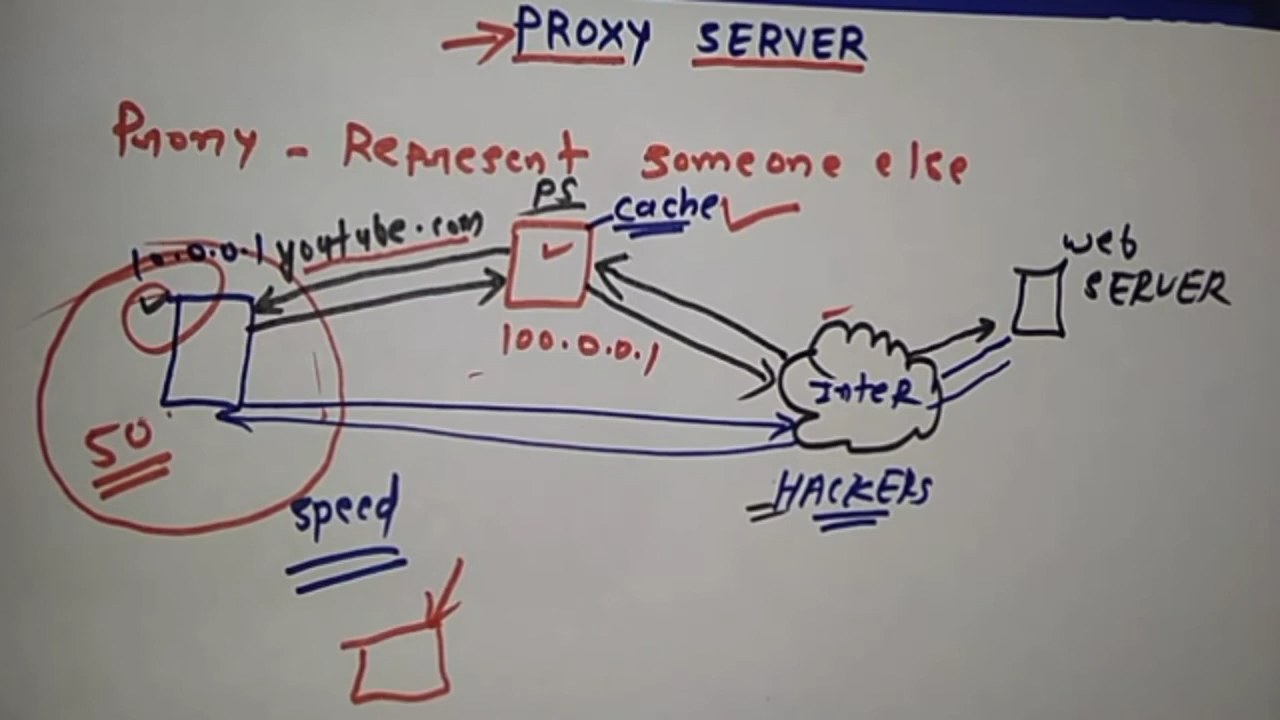 PROXY SERVER
Proxy - Represent someone else
PS
cache
10.0.0.1 youtube.com
web
SERVER
100.0.0.1
Inter
50
HACKERS
speed